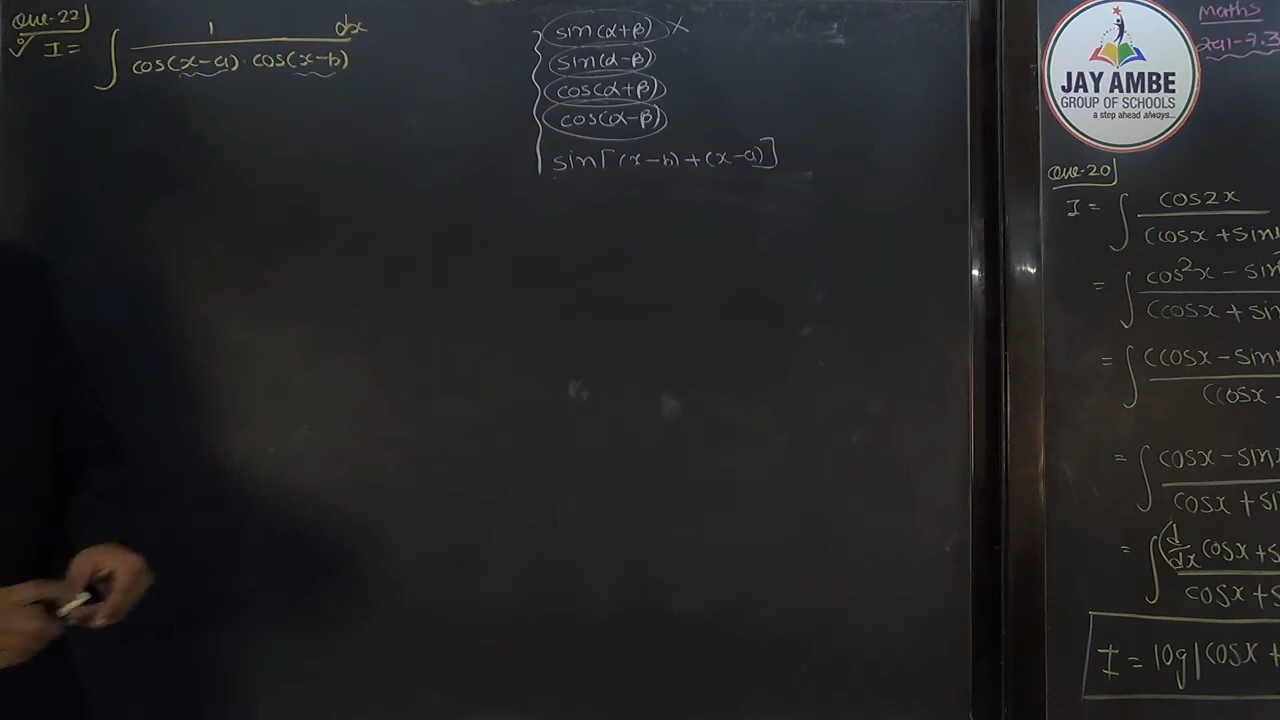 Que-22
I = ∫ 1 / cos(x-a) · cos(x-b) dx
sin(α+β) ×
sin(α-β)
cos(α+β)
cos(α-β)
sin[(x-b)+(x-a)]
JAY AMBE
GROUP OF SCHOOLS
a step ahead always...
Maths
Que-20
I = ∫ cos2x / (cosx + sin
= ∫ cos²x - sin / (cosx + sin
= ∫ (cosx - sin / (cosx
= ∫ cosx - sin / cosx + si
= ∫ (d/dx cosx + s / cosx + s
I = log|cosx +